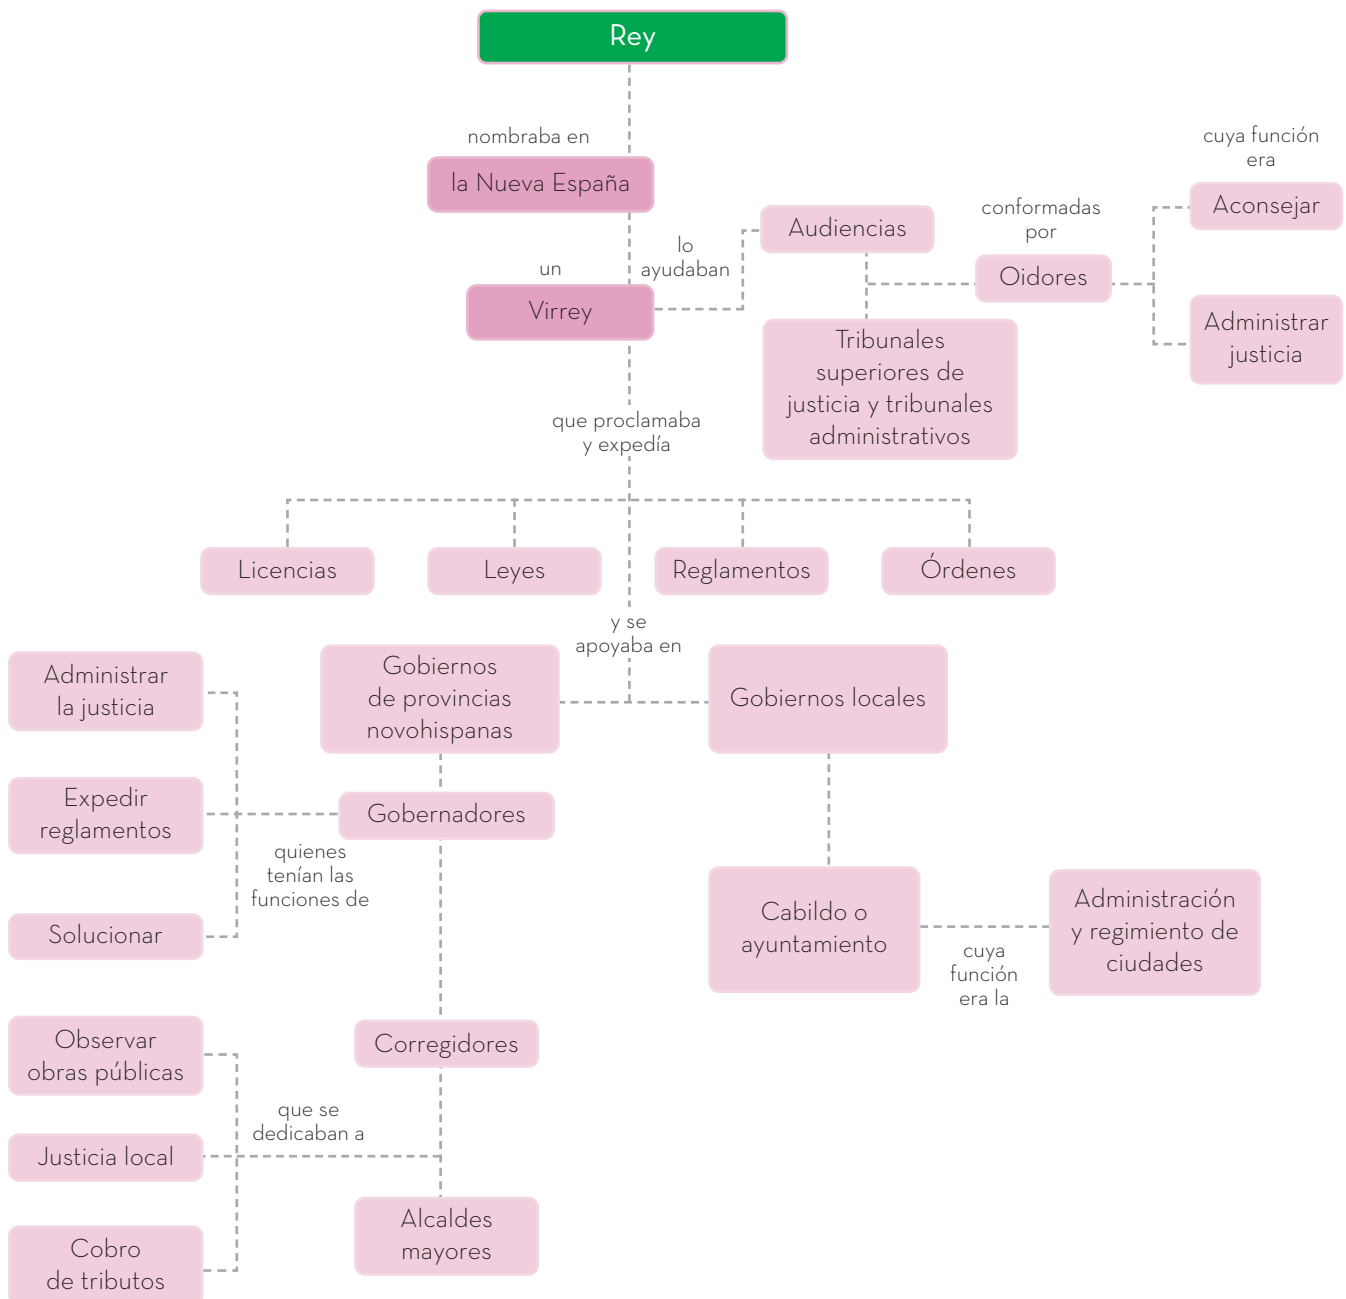 Rey
nombraba en
la Nueva España
un
Virrey
lo
ayudaban
Audiencias
conformadas
por
Oidores
cuya función
era
Aconsejar
Administrar
justicia
Tribunales
superiores de
justicia y tribunales
administrativos
que proclamaba
y expedía
Licencias
Leyes
Reglamentos
Órdenes
y se
apoyaba en
Gobiernos
de provincias
novohispanas
Gobiernos locales
Administrar
la justicia
Expedir
reglamentos
Solucionar
quienes
tenían las
funciones de
Gobernadores
Cabildo o
ayuntamiento
cuya
función
era la
Administración
y regimiento de
ciudades
Observar
obras públicas
Justicia local
Cobro
de tributos
que se
dedicaban a
Corregidores
Alcaldes
mayores